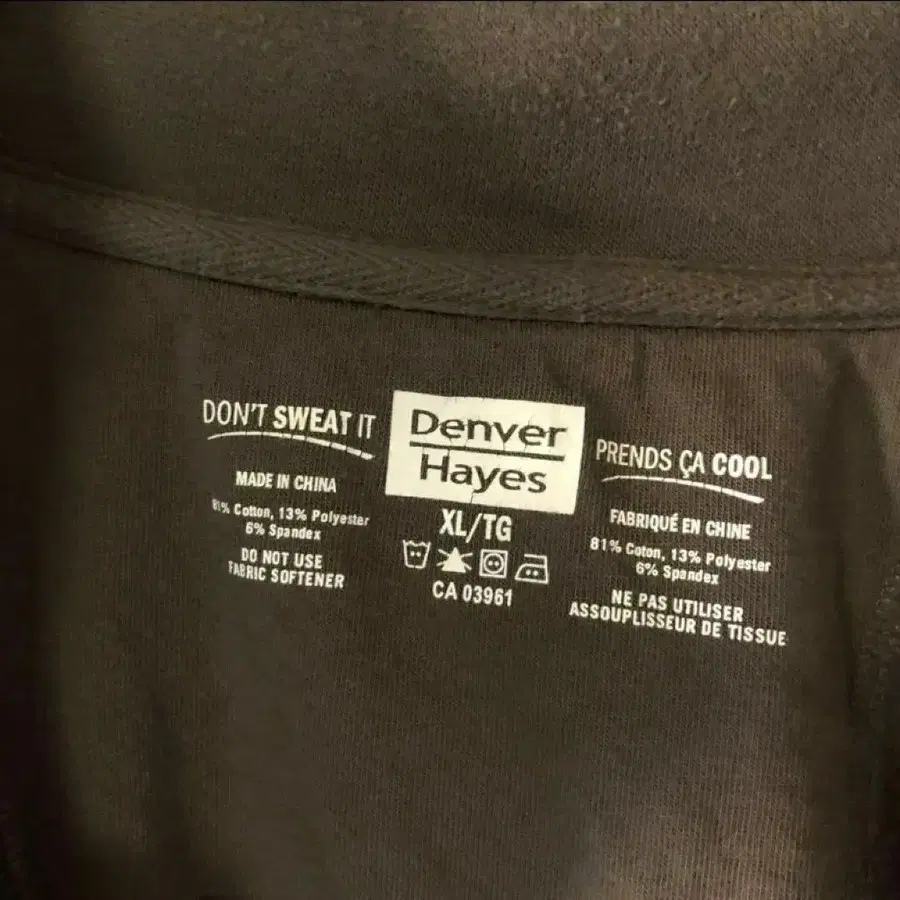 DON'T SWEAT IT
MADE IN CHINA
81% Cotton, 13% Polyester
6% Spandex
DO NOT USE
FABRIC SOFTENER
Denver
Hayes
XL/TG
CA 03961
PRENDS ÇA COOL
FABRIQUÉ EN CHINE
81% Coton, 13% Polyester
6% Spandex
NE PAS UTILISER
ASSOUPLISSEUR DE TISSUE